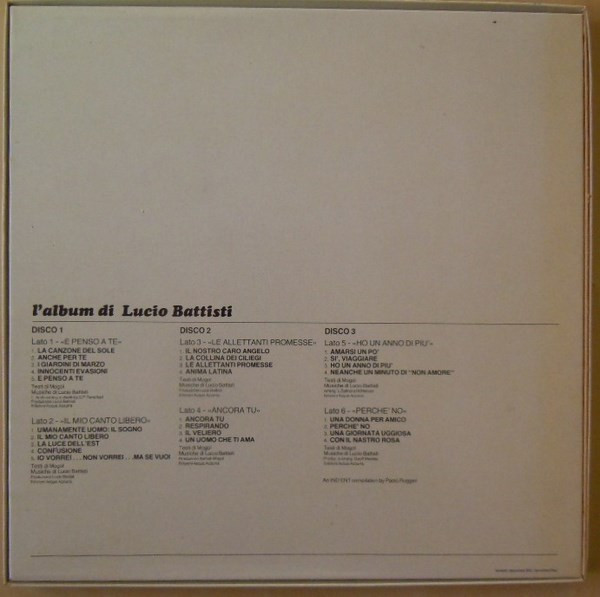 l'album di Lucio Battisti
DISCO 1
Lato 1 - «E PENSO A TE»
1. LA CANZONE DEL SOLE
2. ANCHE PER TE
3. I GIARDINI DI MARZO
4. INNOCENTI EVASIONI
5. E PENSO A TE
Testi di Mogol
Musiche di Lucio Battisti
Lato 2 - «IL MIO CANTO LIBERO»
1. UMANAMENTE UOMO: IL SOGNO
2. IL MIO CANTO LIBERO
3. LA LUCE DELL'EST
4. CONFUSIONE
5. IO VORREI... NON VORREI... MA SE VUOI
Testi di Mogol
Musiche di Lucio Battisti
DISCO 2
Lato 3 - «LE ALLETTANTI PROMESSE»
1. IL NOSTRO CARO ANGELO
2. LA COLLINA DEI CILIEGI
3. LE ALLETTANTI PROMESSE
4. ANIMA LATINA
Testi di Mogol
Musiche di Lucio Battisti
Lato 4 - «ANCORA TU»
1. ANCORA TU
2. RESPIRANDO
3. IL VELIERO
4. UN UOMO CHE TI AMA
Testi di Mogol
Musiche di Lucio Battisti
DISCO 3
Lato 5 - «HO UN ANNO DI PIU'»
1. AMARSI UN PO'
2. SI', VIAGGIARE
3. HO UN ANNO DI PIU'
4. NEANCHE UN MINUTO DI "NON AMORE"
Testi di Mogol
Musiche di Lucio Battisti
Lato 6 - «PERCHE' NO»
1. UNA DONNA PER AMICO
2. PERCHE' NO
3. UNA GIORNATA UGGIOSA
4. CON IL NASTRO ROSA
Testi di Mogol
Musiche di Lucio Battisti
compilation by Paolo Ruggeri